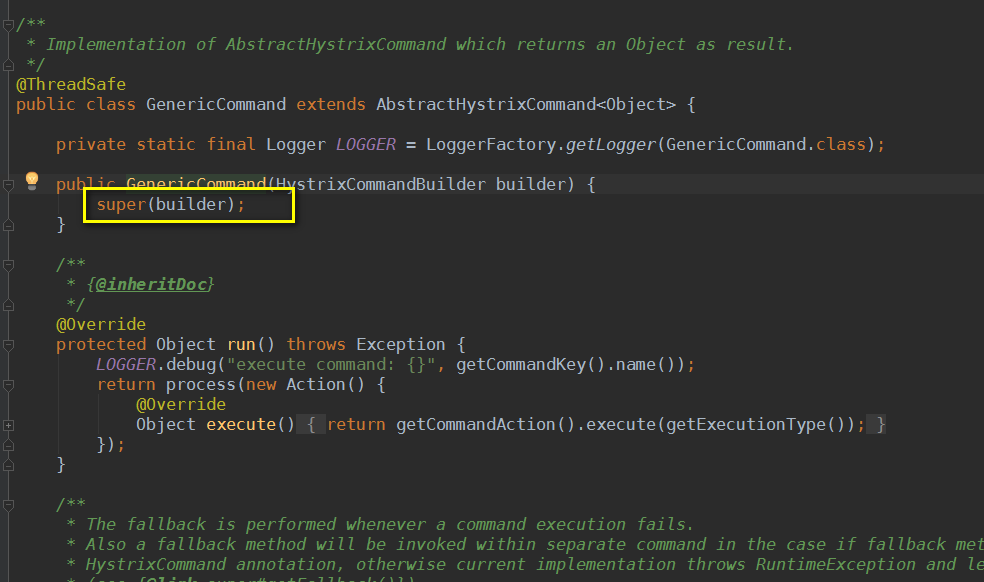 /**
 * Implementation of AbstractHystrixCommand which returns an Object as result.
 */
@ThreadSafe
public class GenericCommand extends AbstractHystrixCommand<Object> {
private static final Logger LOGGER = LoggerFactory.getLogger(GenericCommand.class);
public GenericCommand(HystrixCommandBuilder builder) {
super(builder);
}
/**
 * {@inheritDoc}
 */
@Override
protected Object run() throws Exception {
LOGGER.debug("execute command: {}", getCommandKey().name());
return process(new Action() {
@Override
Object execute() { return getCommandAction().execute(getExecutionType()); }
});
}
/**
 * The fallback is performed whenever a command execution fails.
 * Also a fallback method will be invoked within separate command in the case if fallback met
 * HystrixCommand annotation, otherwise current implementation throws RuntimeException and le
 * (see {@link super#getFallback()})